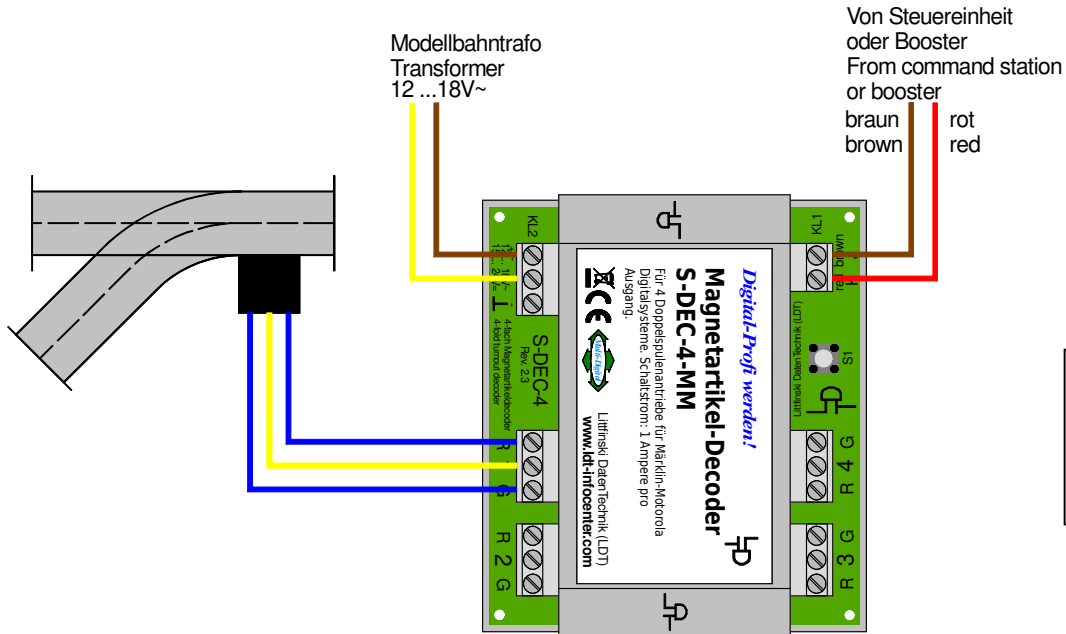 Modellbahntrafo
Transformer
12 ...18V~
Von Steuereinheit
oder Booster
From command station
or booster
braun rot
brown red
KL2
4-fach Magnetartikeldecoder
4-fold turnout decoder
S-DEC-4
Rev. 2.3
R
G
R 2 G
Digital-Profi werden!
Magnetartikel-Decoder
S-DEC-4-MM
Für 4 Doppelspulenantriebe für Märklin-Motorola
Digitalsysteme. Schaltstrom: 1 Ampere pro
Ausgang.
CE
Multi-Digital
Littfinski DatenTechnik (LDT)
www.ldt-infocenter.com
KL1
red brown
S1
Littfinski DatenTechnik (LDT)
R 4 G
R 3 G